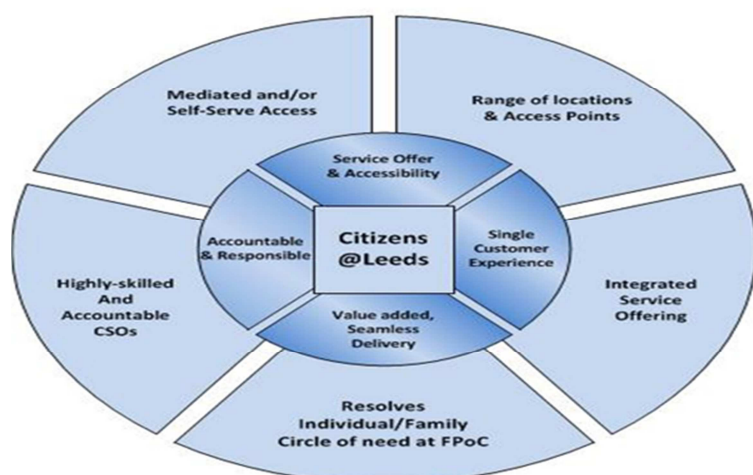 Mediated and/or
Self-Serve Access
Range of locations
& Access Points
Service Offer
& Accessibility
Accountable
& Responsible
Citizens
@Leeds
Single
Customer
Experience
Highly-skilled
And
Accountable
CSOs
Integrated
Service
Offering
Value added,
Seamless
Delivery
Resolves
Individual/Family
Circle of need at FPoC